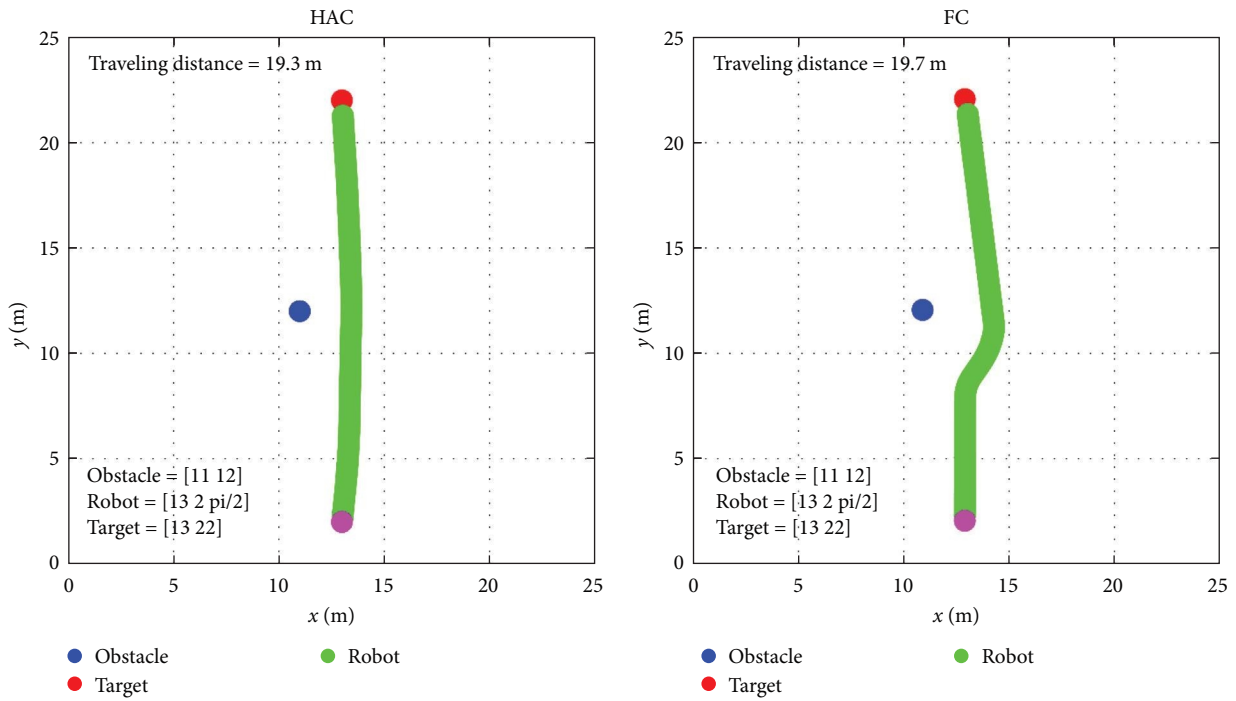 HAC
25
20
15
10
5
0
y (m)
Traveling distance = 19.3 m
Obstacle = [11 12]
Robot = [13 2 pi/2]
Target = [13 22]
0 5 10 15 20 25
x (m)
Obstacle
Robot
Target
FC
25
20
15
10
5
0
y (m)
Traveling distance = 19.7 m
Obstacle = [11 12]
Robot = [13 2 pi/2]
Target = [13 22]
0 5 10 15 20 25
x (m)
Obstacle
Robot
Target